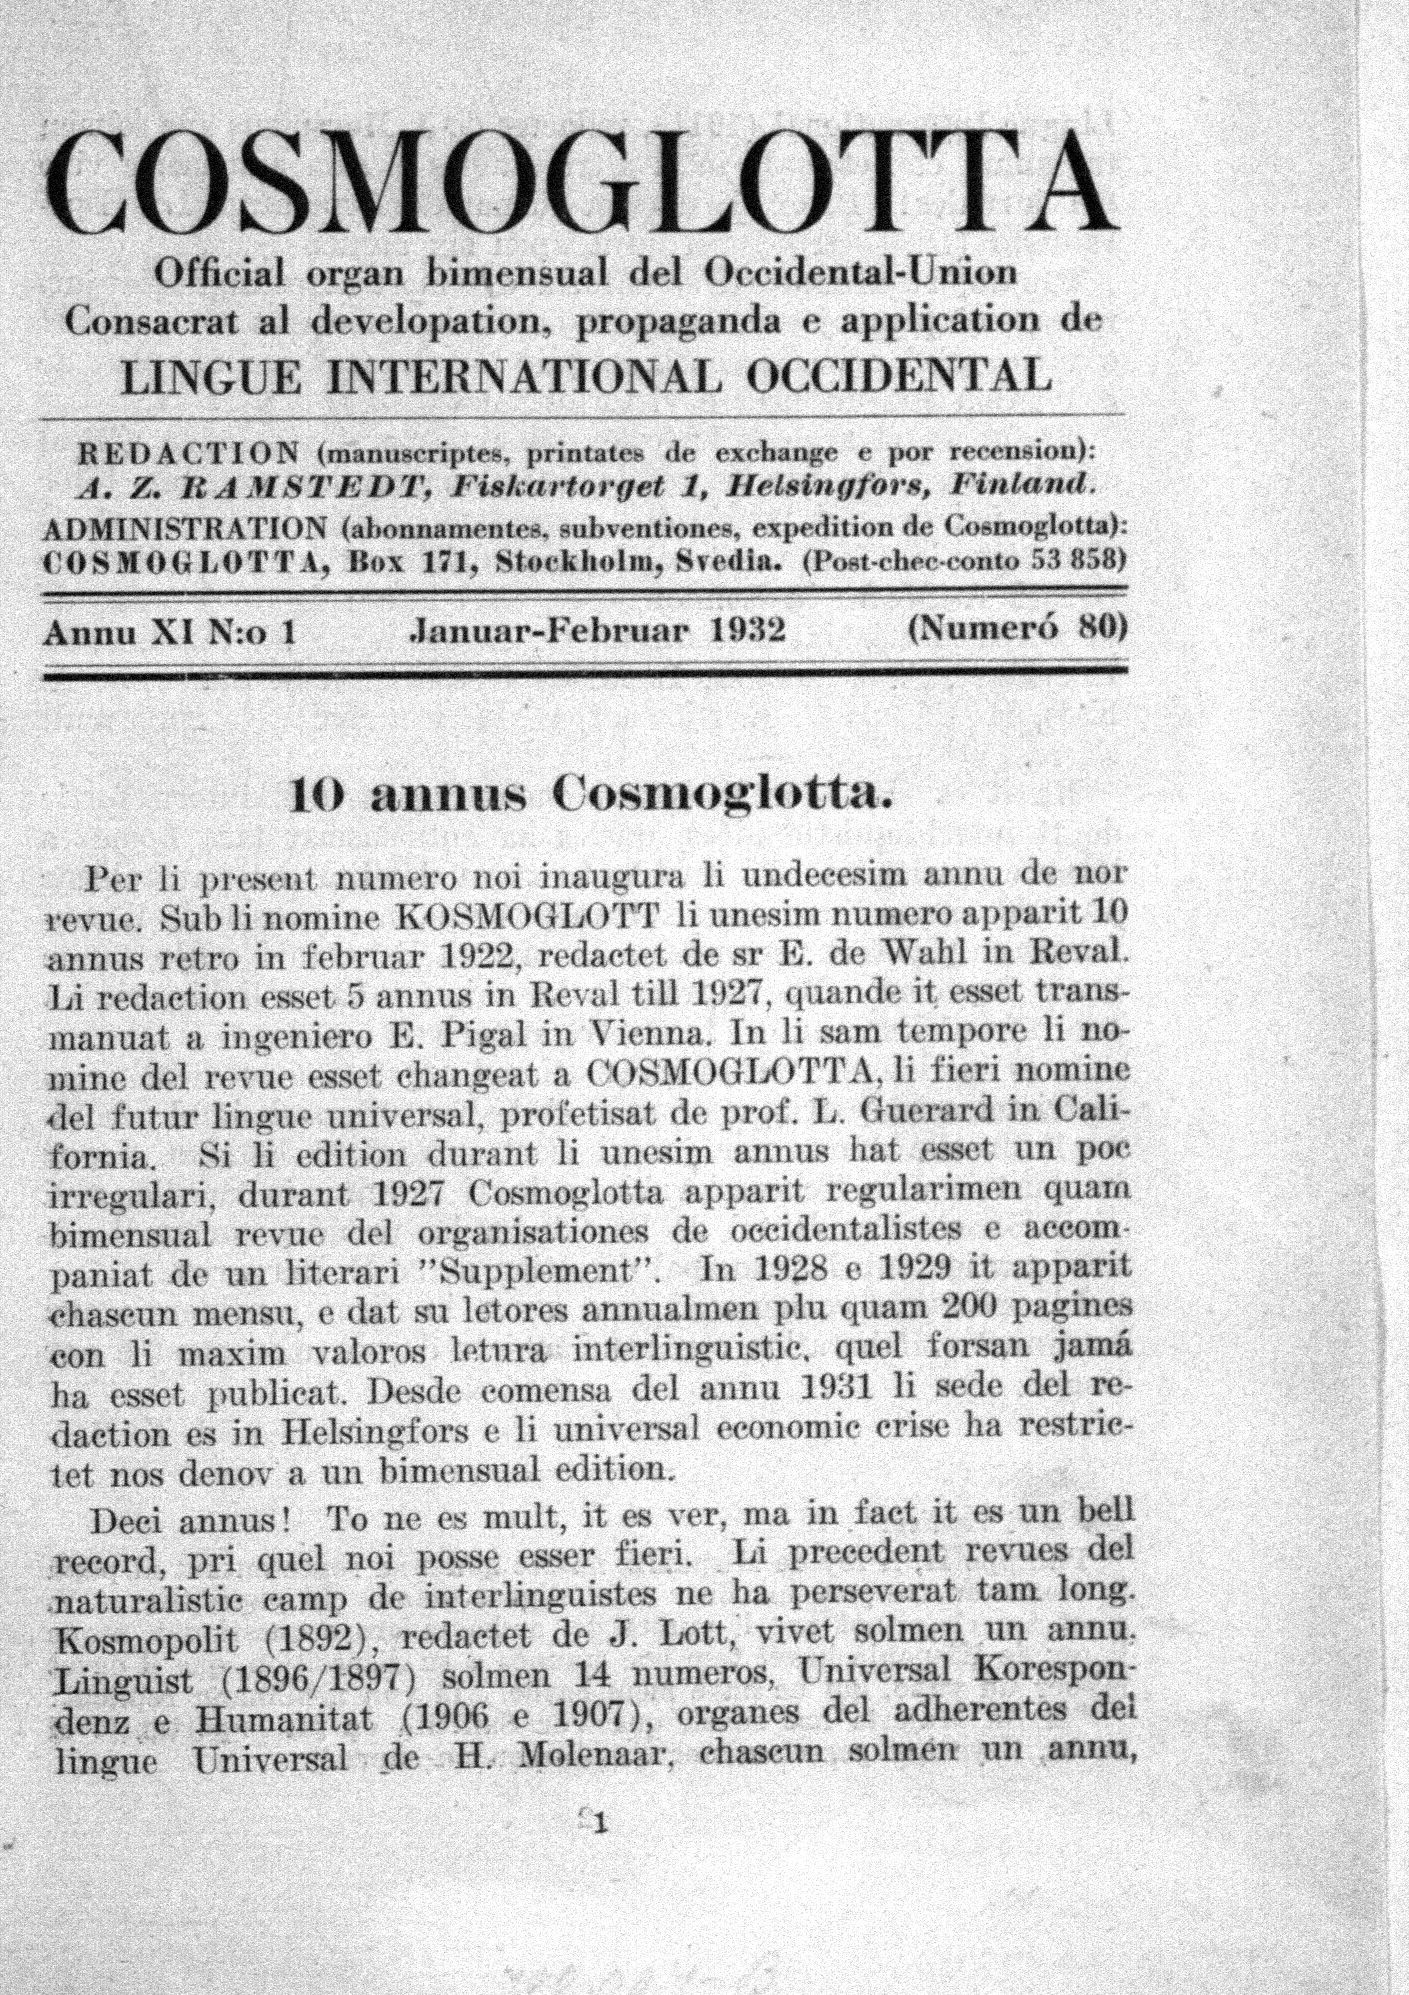 COSMOGLOTTA
Official organ bimensual del Occidental-Union
Consacrat al developation, propaganda e application de
LINGUE INTERNATIONAL OCCIDENTAL
REDACTION (manuscriptes, printates de exchange e por recension):
A. Z. RAMSTEDT, Fiskartorget 1, Helsingfors, Finland.
ADMINISTRATION (abonnamentes, subventiones, expedition de Cosmoglotta):
COSMOGLOTTA, Box 171, Stockholm, Svedia. (Post-chec-conto 53 858)
Annu XI N:o 1 Januar-Februar 1932 (Numeró 80)
10 annus Cosmoglotta.
Per li present numero noi inaugura li undecesim annu de nor
revue. Sub li nomine KOSMOGLOTT li unesim numero apparit 10
annus retro in februar 1922, redactet de sr E. de Wahl in Reval.
Li redaction esset 5 annus in Reval till 1927, quande it esset trans-
manuat a ingeniero E. Pigal in Vienna. In li sam tempore li no-
mine del revue esset changeat a COSMOGLOTTA, li fieri nomine
del futur lingue universal, profetisat de prof. L. Guerard in Cali-
fornia. Si li edition durant li unesim annus hat esset un poc
irregulari, durant 1927 Cosmoglotta apparit regularimen quam
bimensual revue del organisationes de occidentalistes e accom-
paniat de un literari ”Supplement”. In 1928 e 1929 it apparit
chascun mensu, e dat su letores annualmen plu quam 200 pagines
con li maxim valoros letura interlinguistic, quel forsan jamá
ha esset publicat. Desde comensa del annu 1931 li sede del re-
daction es in Helsingfors e li universal economic crise ha restric-
tet nos denov a un bimensual edition.
Deci annus! To ne es mult, it es ver, ma in fact it es un bell
record, pri quel noi posse esser fieri. Li precedent revues del
naturalistic camp de interlinguistes ne ha perseverat tam long.
Kosmopolit (1892), redactet de J. Lott, vivet solmen un annu.
Linguist (1896/1897) solmen 14 numeros, Universal Korespon-
denz e Humanitat (1906 e 1907), organes del adherentes del
lingue Universal de H. Molenaar, chascun solmen un annu,
1